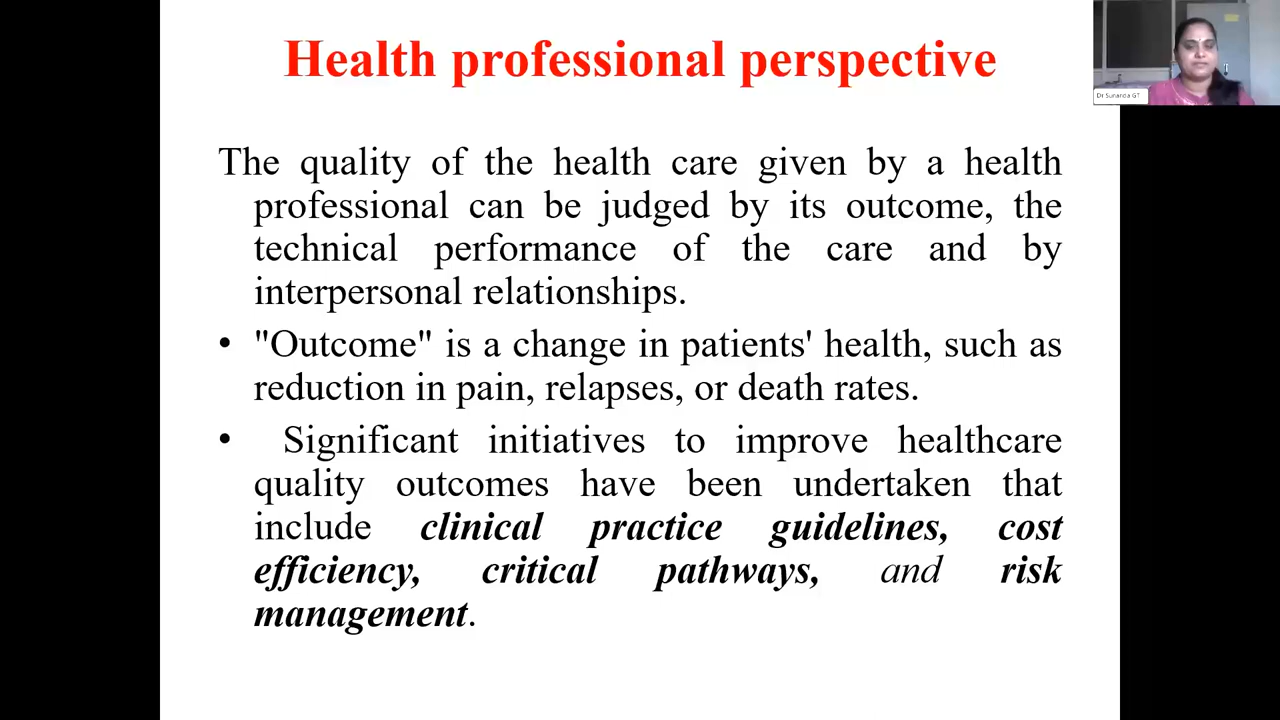 Health professional perspective
Dr Sunanda GT
The quality of the health care given by a health
professional can be judged by its outcome, the
technical performance of the care and by
interpersonal relationships.
• "Outcome" is a change in patients' health, such as
reduction in pain, relapses, or death rates.
• Significant initiatives to improve healthcare
quality outcomes have been undertaken that
include clinical practice guidelines, cost
efficiency, critical pathways, and risk
management.